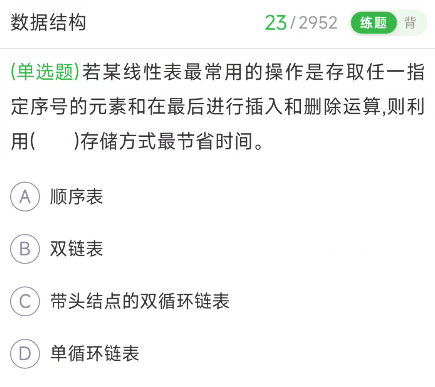 数据结构 23/2952 练题 背
(单选题)若某线性表最常用的操作是存取任一指
定序号的元素和在最后进行插入和删除运算,则利
用(  )存储方式最节省时间。
A 顺序表
B 双链表
C 带头结点的双循环链表
D 单循环链表